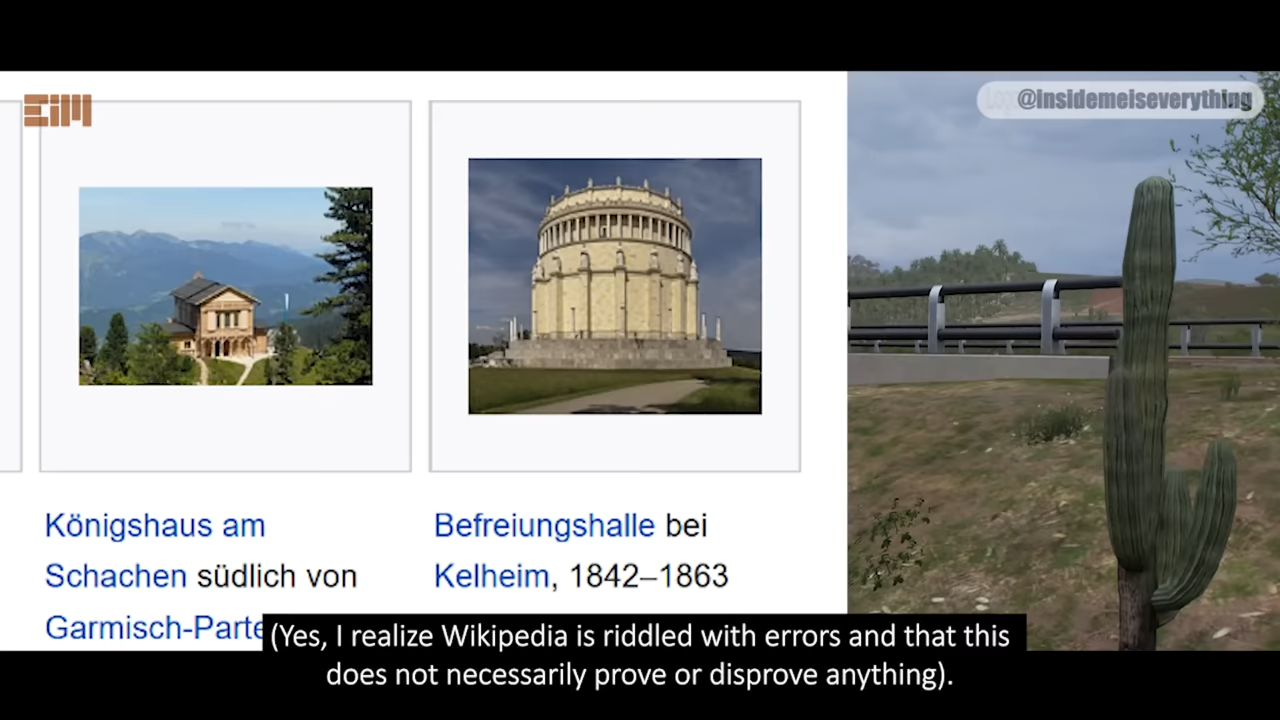 EiM
@insidemeiseverything
Königshaus am
Schachen südlich von
Garmisch-Parte
Befreiungshalle bei
Kelheim, 1842–1863
(Yes, I realize Wikipedia is riddled with errors and that this
does not necessarily prove or disprove anything).